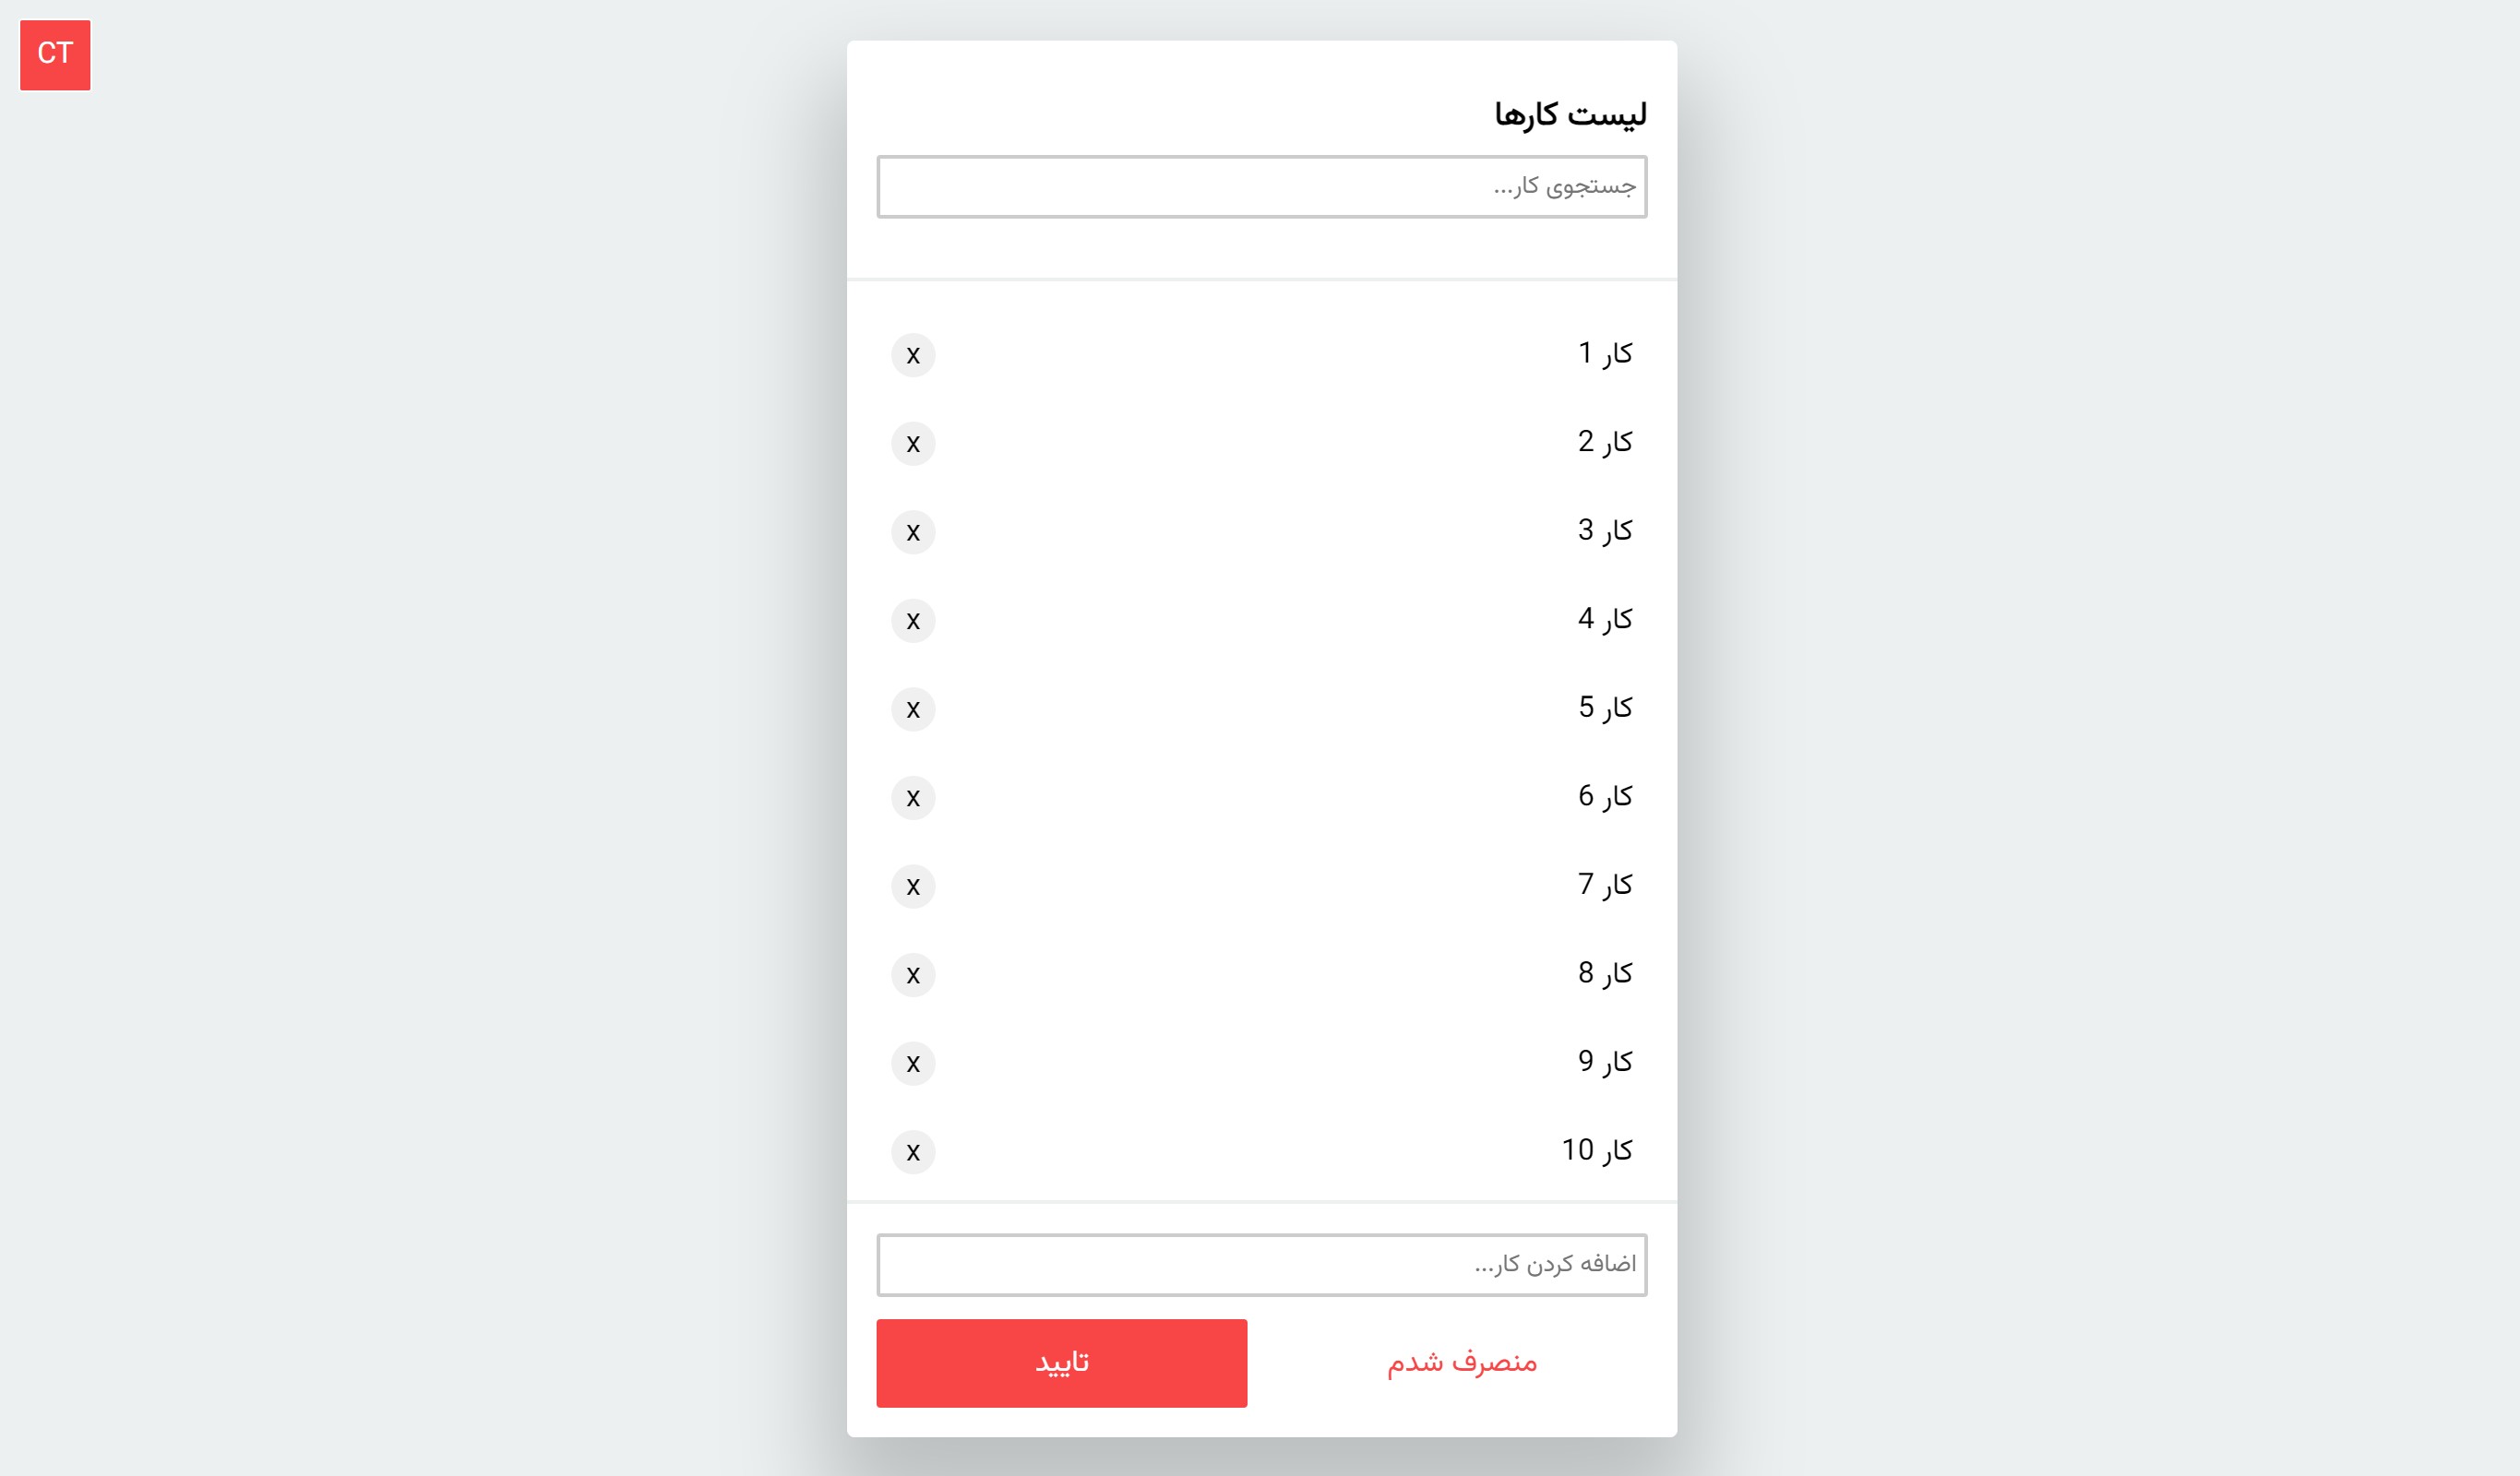 CT
لیست کارها
جستجوی کار...
کار 1
x
کار 2
x
کار 3
x
کار 4
x
کار 5
x
کار 6
x
کار 7
x
کار 8
x
کار 9
x
کار 10
x
اضافه کردن کار...
منصرف شدم
تایید